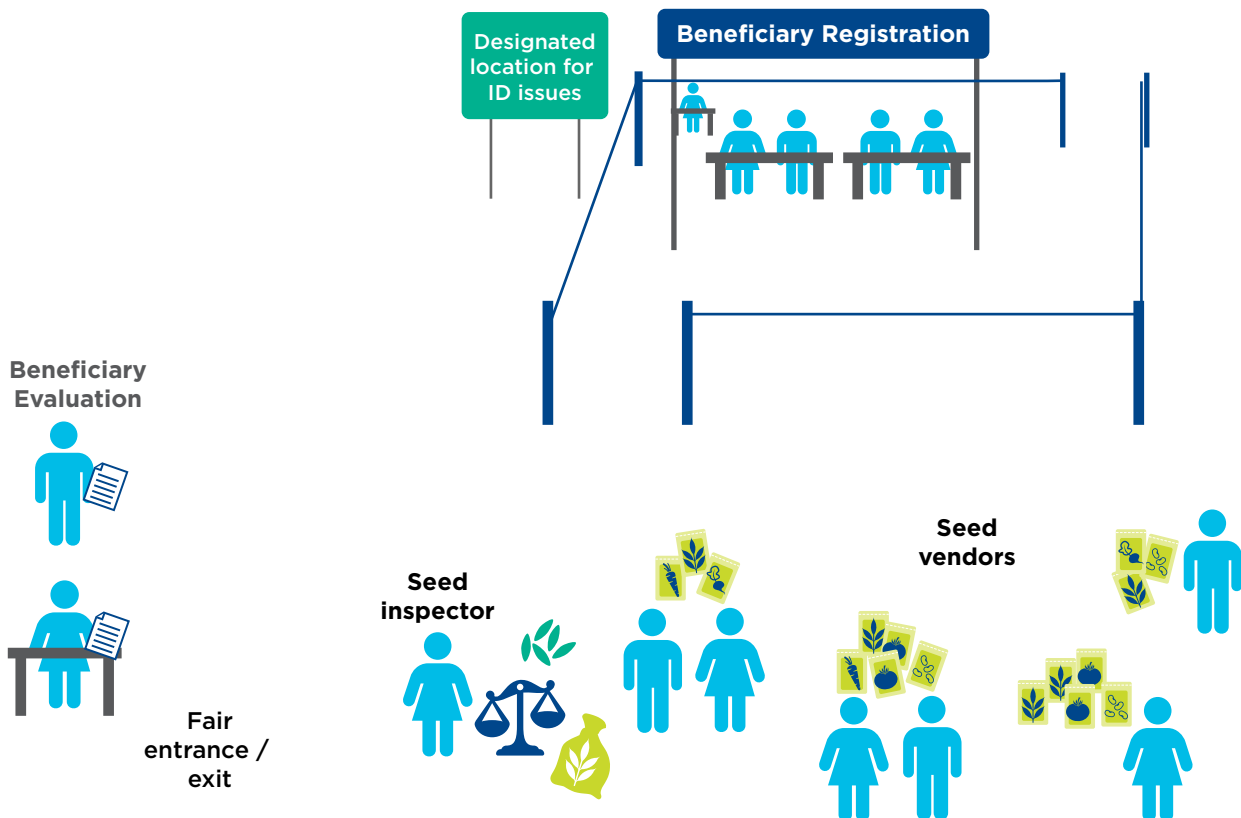 Designated
location for
ID issues
Beneficiary Registration
Beneficiary
Evaluation
Seed
vendors
Seed
inspector
Fair
entrance /
exit